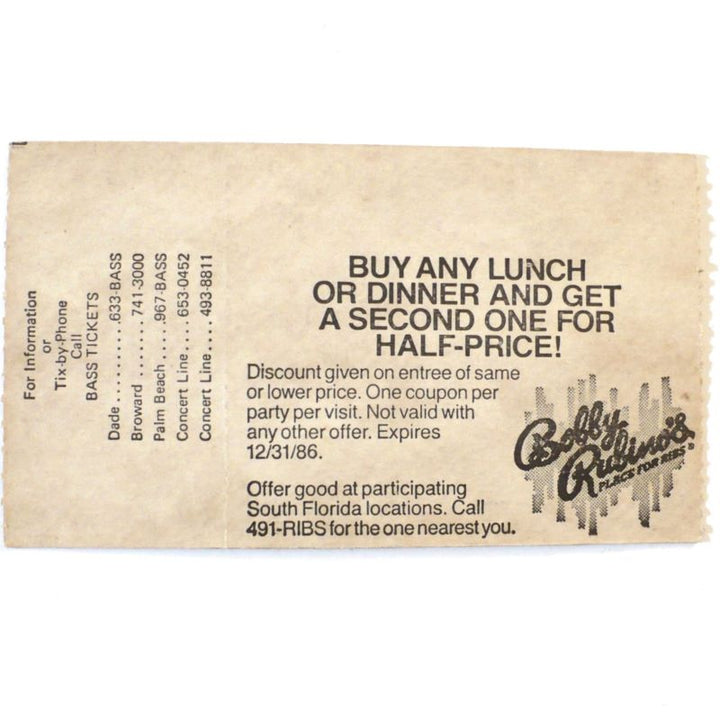 For Information
or
Tix-by-Phone
Call
BASS TICKETS
Dade.........633-BASS
Broward ........741-3000
Palm Beach.....967-BASS
Concert Line.....653-0452
Concert Line....493-8811
BUY ANY LUNCH
OR DINNER AND GET
A SECOND ONE FOR
HALF-PRICE!
Discount given on entree of same
or lower price. One coupon per
party per visit. Not valid with
any other offer. Expires
12/31/86.
Offer good at participating
South Florida locations. Call
491-RIBS for the one nearest you.
Bobby
Rubino's
PLACE FOR RIBS®